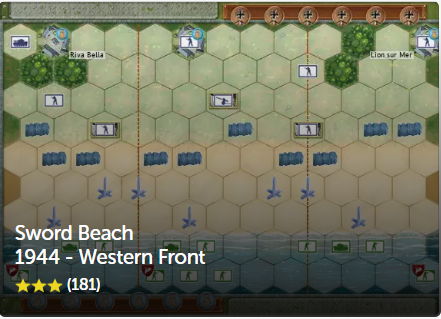 Riva Bella
Lion sur Mer
Sword Beach
1944 - Western Front
(181)